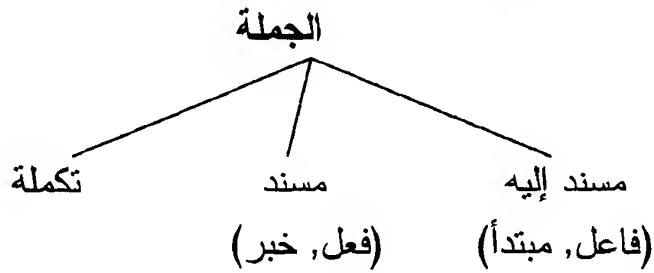 الجملة
مسند إليه مسند تكملة
(فاعل, مبتدأ) (فعل, خبر)